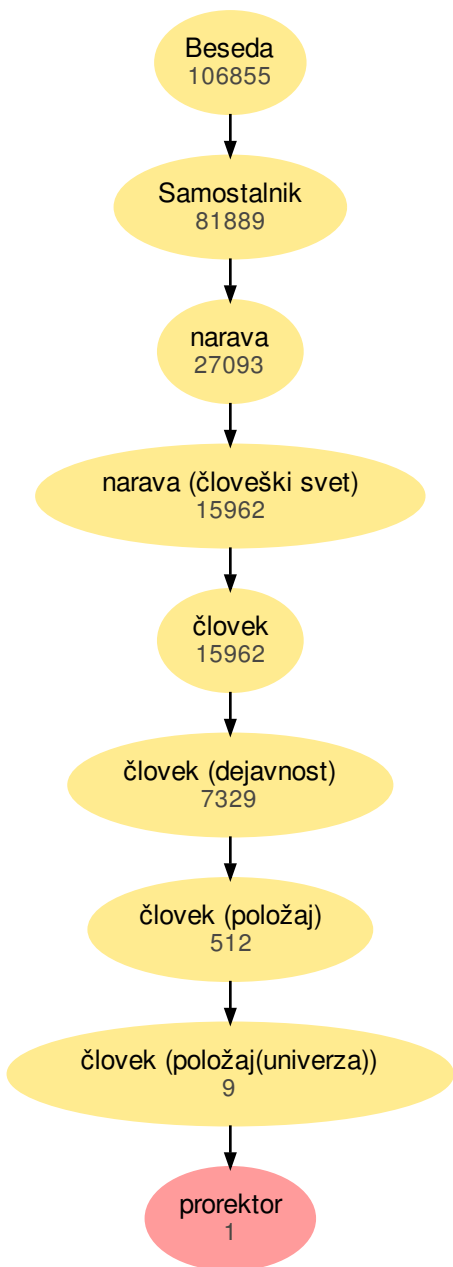 Beseda
106855
Samostalnik
81889
narava
27093
narava (človeški svet)
15962
človek
15962
človek (dejavnost)
7329
človek (položaj)
512
človek (položaj(univerza))
9
prorektor
1